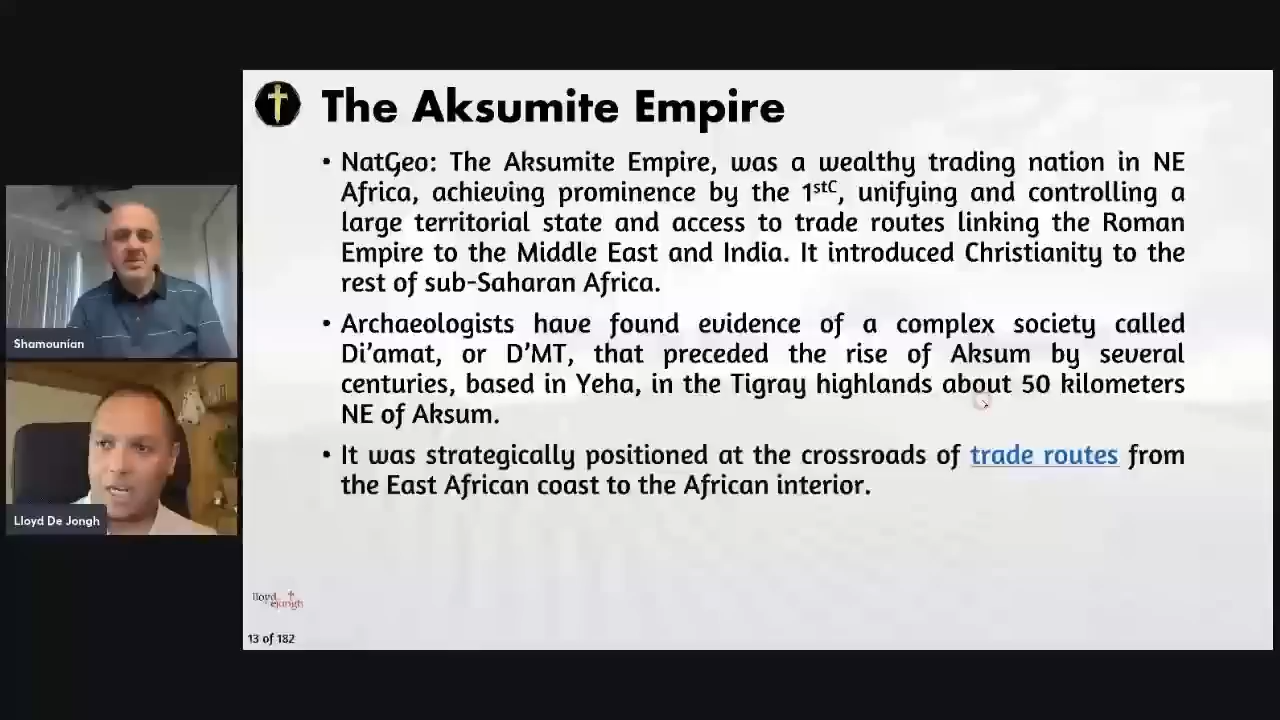 The Aksumite Empire
• NatGeo: The Aksumite Empire, was a wealthy trading nation in NE
Africa, achieving prominence by the 1stC, unifying and controlling a
large territorial state and access to trade routes linking the Roman
Empire to the Middle East and India. It introduced Christianity to the
rest of sub-Saharan Africa.
• Archaeologists have found evidence of a complex society called
Di’amat, or D’MT, that preceded the rise of Aksum by several
centuries, based in Yeha, in the Tigray highlands about 50 kilometers
NE of Aksum.
• It was strategically positioned at the crossroads of trade routes from
the East African coast to the African interior.
Shamounian
Lloyd De Jongh
lloyd
de jongh
13 of 182